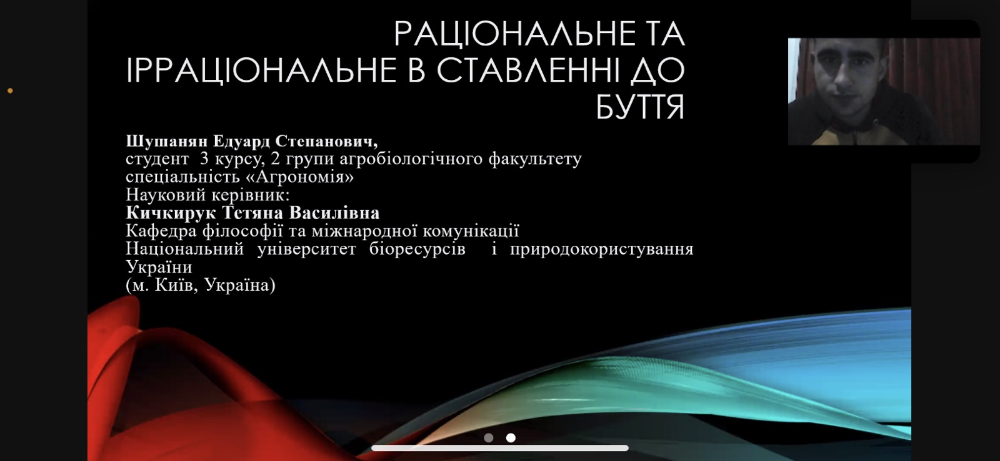 РАЦІОНАЛЬНЕ ТА
ІРРАЦІОНАЛЬНЕ В СТАВЛЕННІ ДО
БУТТЯ
Шушанян Едуард Степанович,
студент 3 курсу, 2 групи агробіологічного факультету
спеціальність «Агрономія»
Науковий керівник:
Кичкирук Тетяна Василівна
Кафедра філософії та міжнародної комунікації
Національний університет біоресурсів і природокористування
України
(м. Київ, Україна)